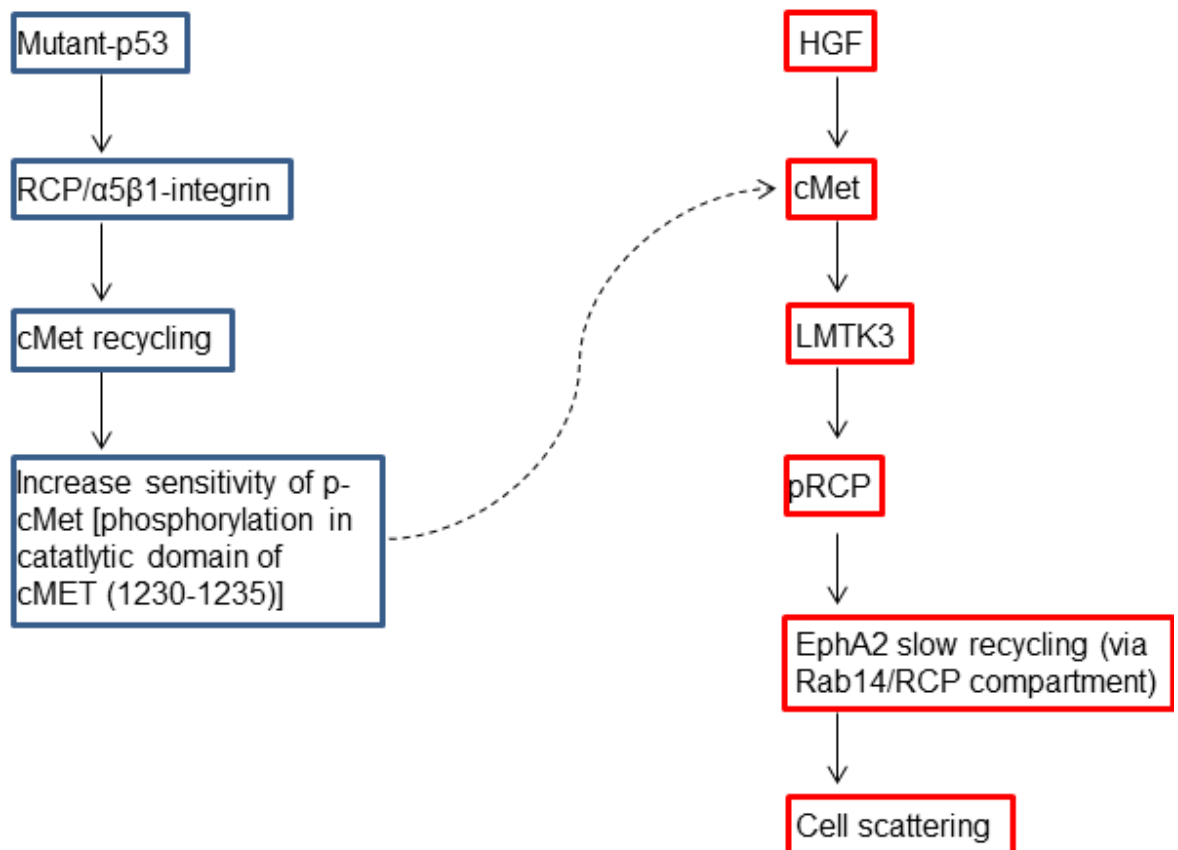 Mutant-p53
RCP/α5β1-integrin
cMet recycling
Increase sensitivity of p-
cMet [phosphorylation in
catatlytic domain of
cMET (1230-1235)]
HGF
cMet
LMTK3
pRCP
EphA2 slow recycling (via
Rab14/RCP compartment)
Cell scattering